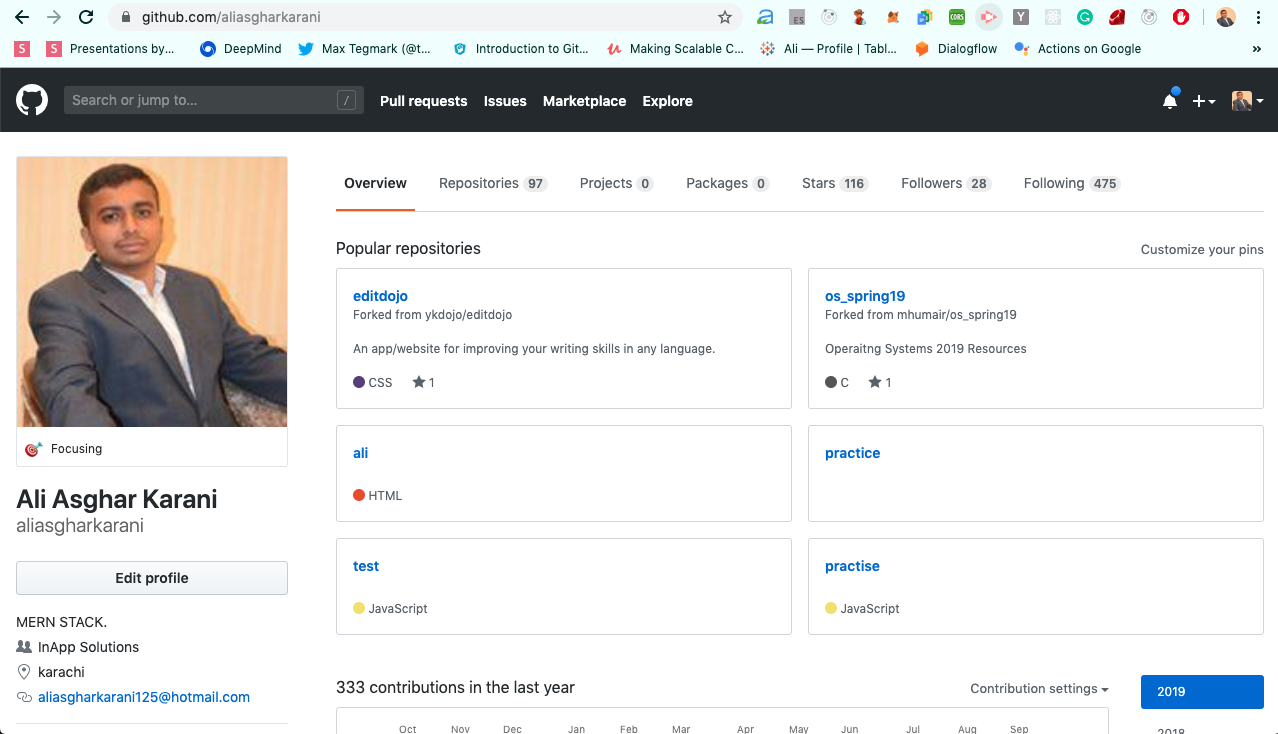 github.com/aliasgharkarani
ES
CORS
Y
G
S
S Presentations by...
DeepMind
Max Tegmark (@t...
Introduction to Git...
Making Scalable C...
Ali — Profile | Tabl...
Dialogflow
Actions on Google
»
Search or jump to... /
Pull requests Issues Marketplace Explore
Overview
Repositories 97
Projects 0
Packages 0
Stars 116
Followers 28
Following 475
Focusing
Ali Asghar Karani
aliasgharkarani
Edit profile
MERN STACK.
InApp Solutions
karachi
aliasgharkarani125@hotmail.com
Popular repositories
Customize your pins
editdojo
Forked from ykdojo/editdojo
An app/website for improving your writing skills in any language.
CSS 1
os_spring19
Forked from mhumair/os_spring19
Operaitng Systems 2019 Resources
C 1
ali
HTML
practice
test
JavaScript
practise
JavaScript
333 contributions in the last year
Contribution settings
2019
2018
Oct Nov Dec Jan Feb Mar Apr May Jun Jul Aug Sep